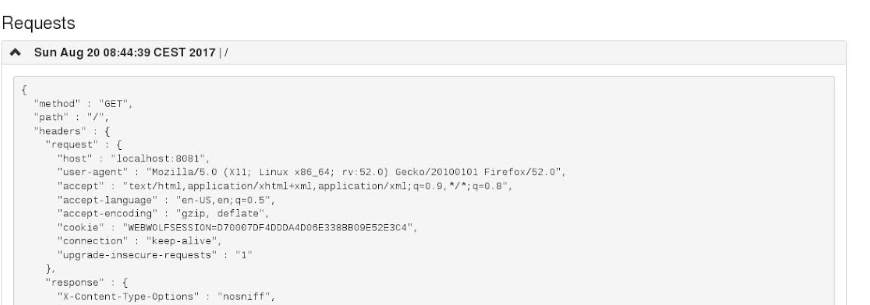 Requests
Sun Aug 20 08:44:39 CEST 2017 | /
{
"method" : "GET",
"path" : "/",
"headers" : {
"request" : {
"host" : "localhost:8081",
"user-agent" : "Mozilla/5.0 (X11; Linux x86_64; rv:52.0) Gecko/20100101 Firefox/52.0",
"accept" : "text/html,application/xhtml+xml,application/xml;q=0.9,*/*;q=0.8",
"accept-language" : "en-US,en;q=0.5",
"accept-encoding" : "gzip, deflate",
"cookie" : "WEBWOLFSESSION=D70007DF4DDDA4D06E338BB09E52E3C4",
"connection" : "keep-alive",
"upgrade-insecure-requests" : "1"
},
"response" : {
"X-Content-Type-Options" : "nosniff",